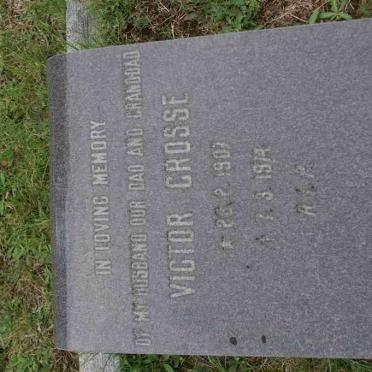 IN LOVING MEMORY
OF MY HUSBAND OUR DAD AND GRANDDAD
VICTOR CROSSE
* 26.2.1907
† 7.3.1974
R.I.P.